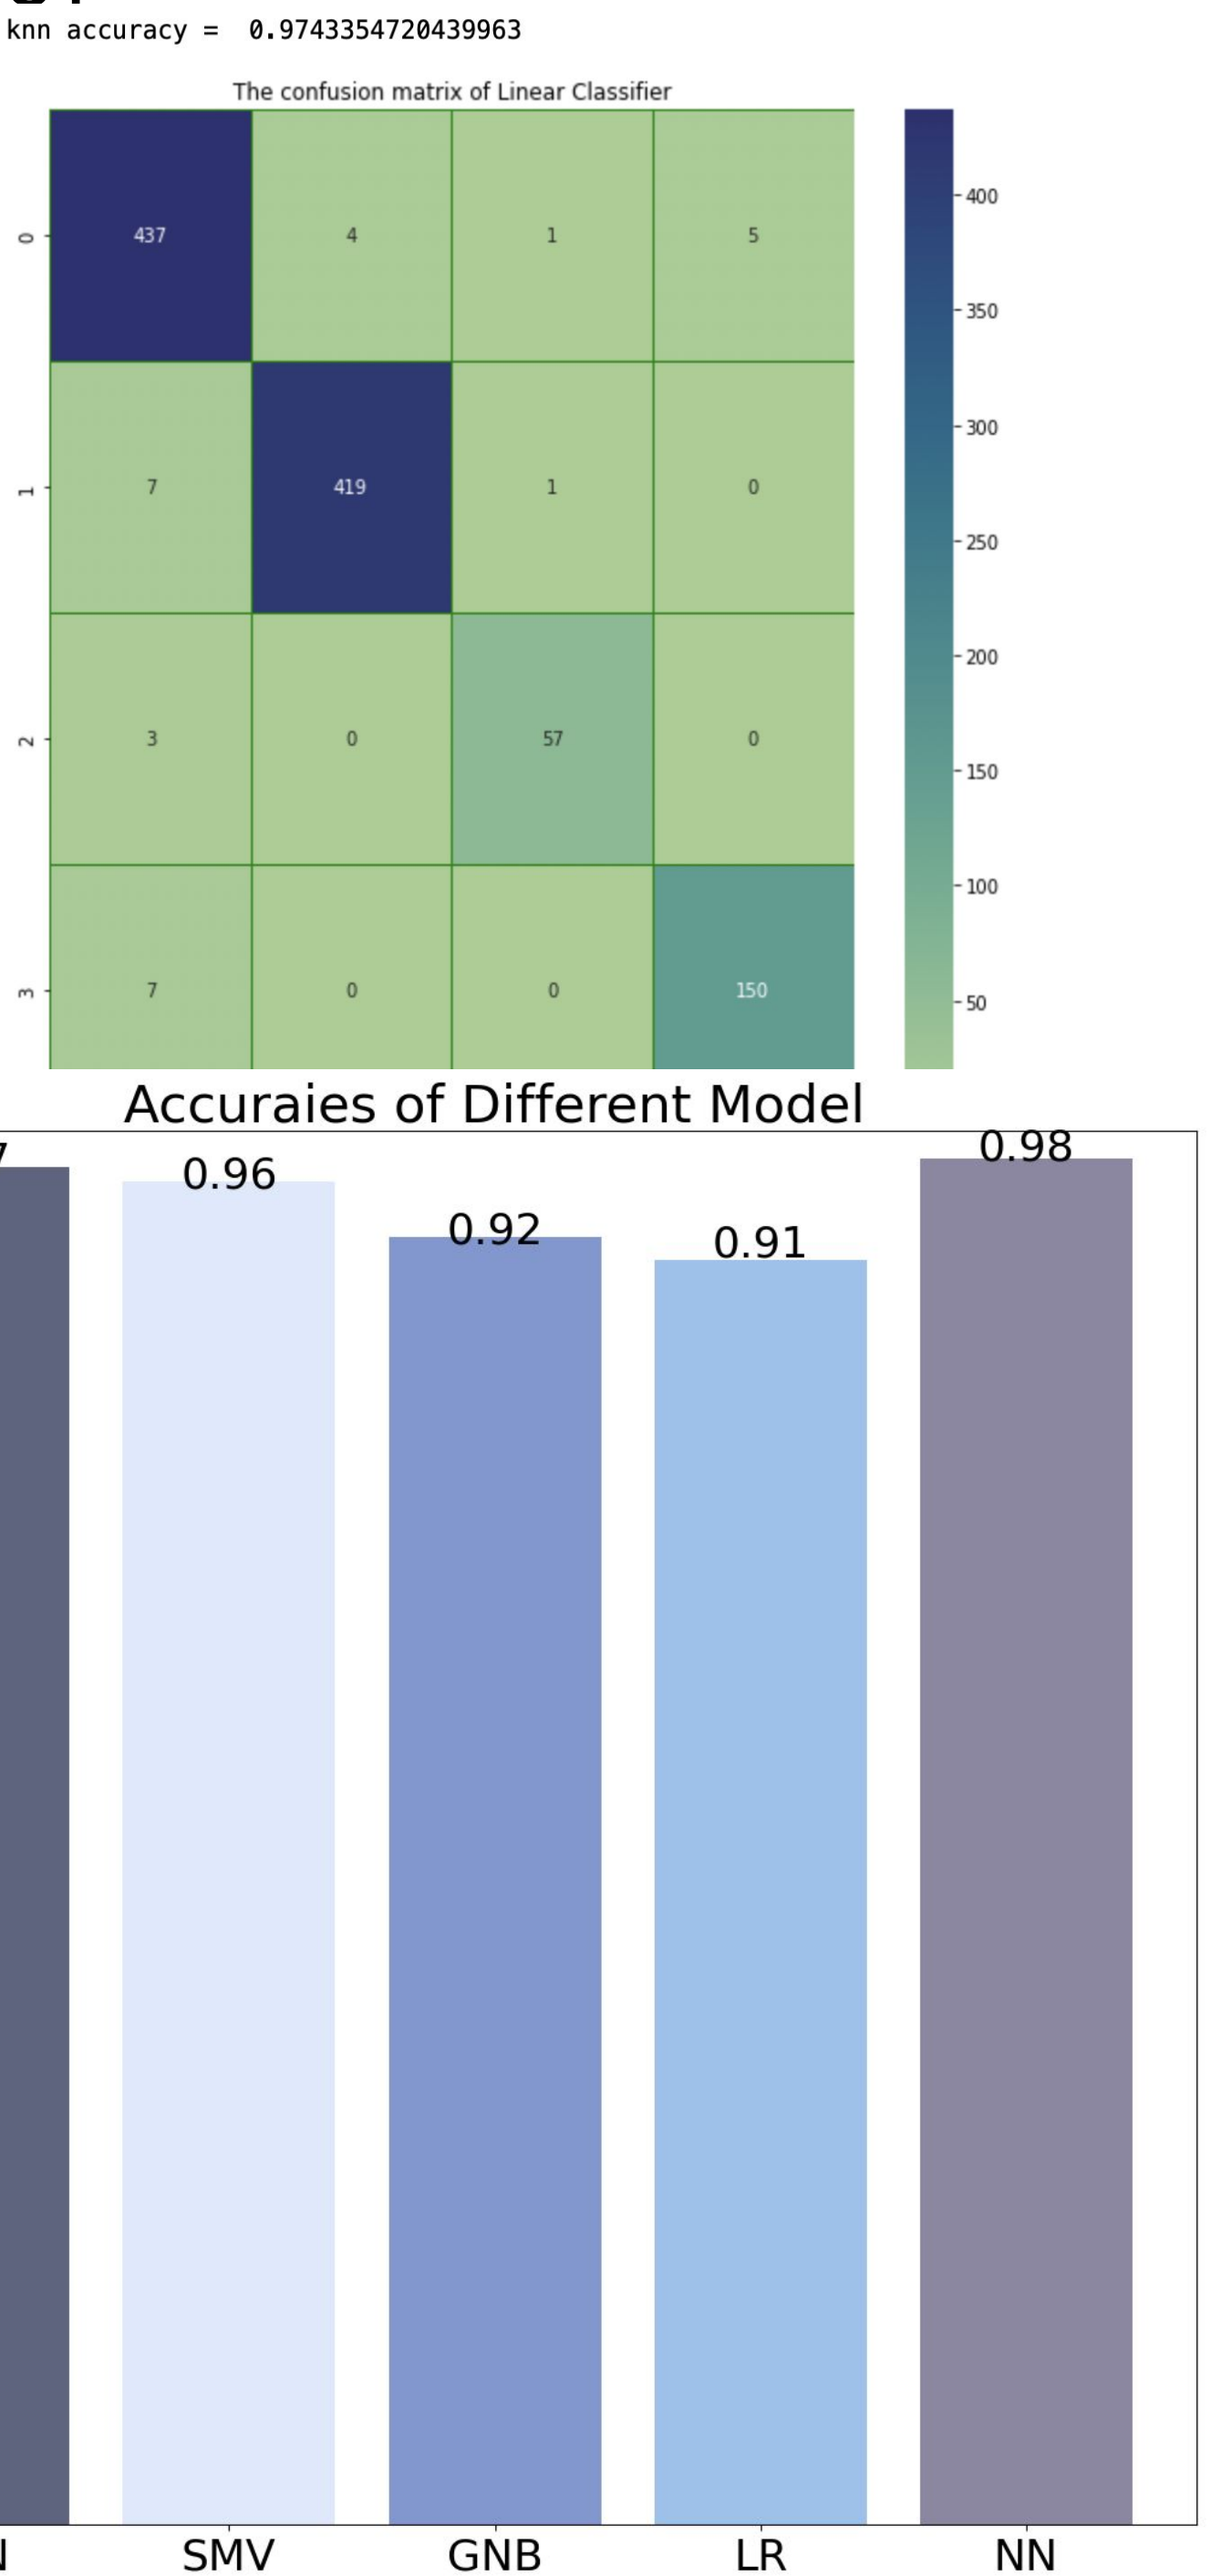 knn accuracy =  0.9743354720439963
The confusion matrix of Linear Classifier
400
0 437 4 1 5
350
300
1 7 419 1 0
250
200
2 3 0 57 0
150
100
3 7 0 0 150
50
Accuraies of Different Model
7 0.96 0.92 0.91 0.98
SMV GNB LR NN